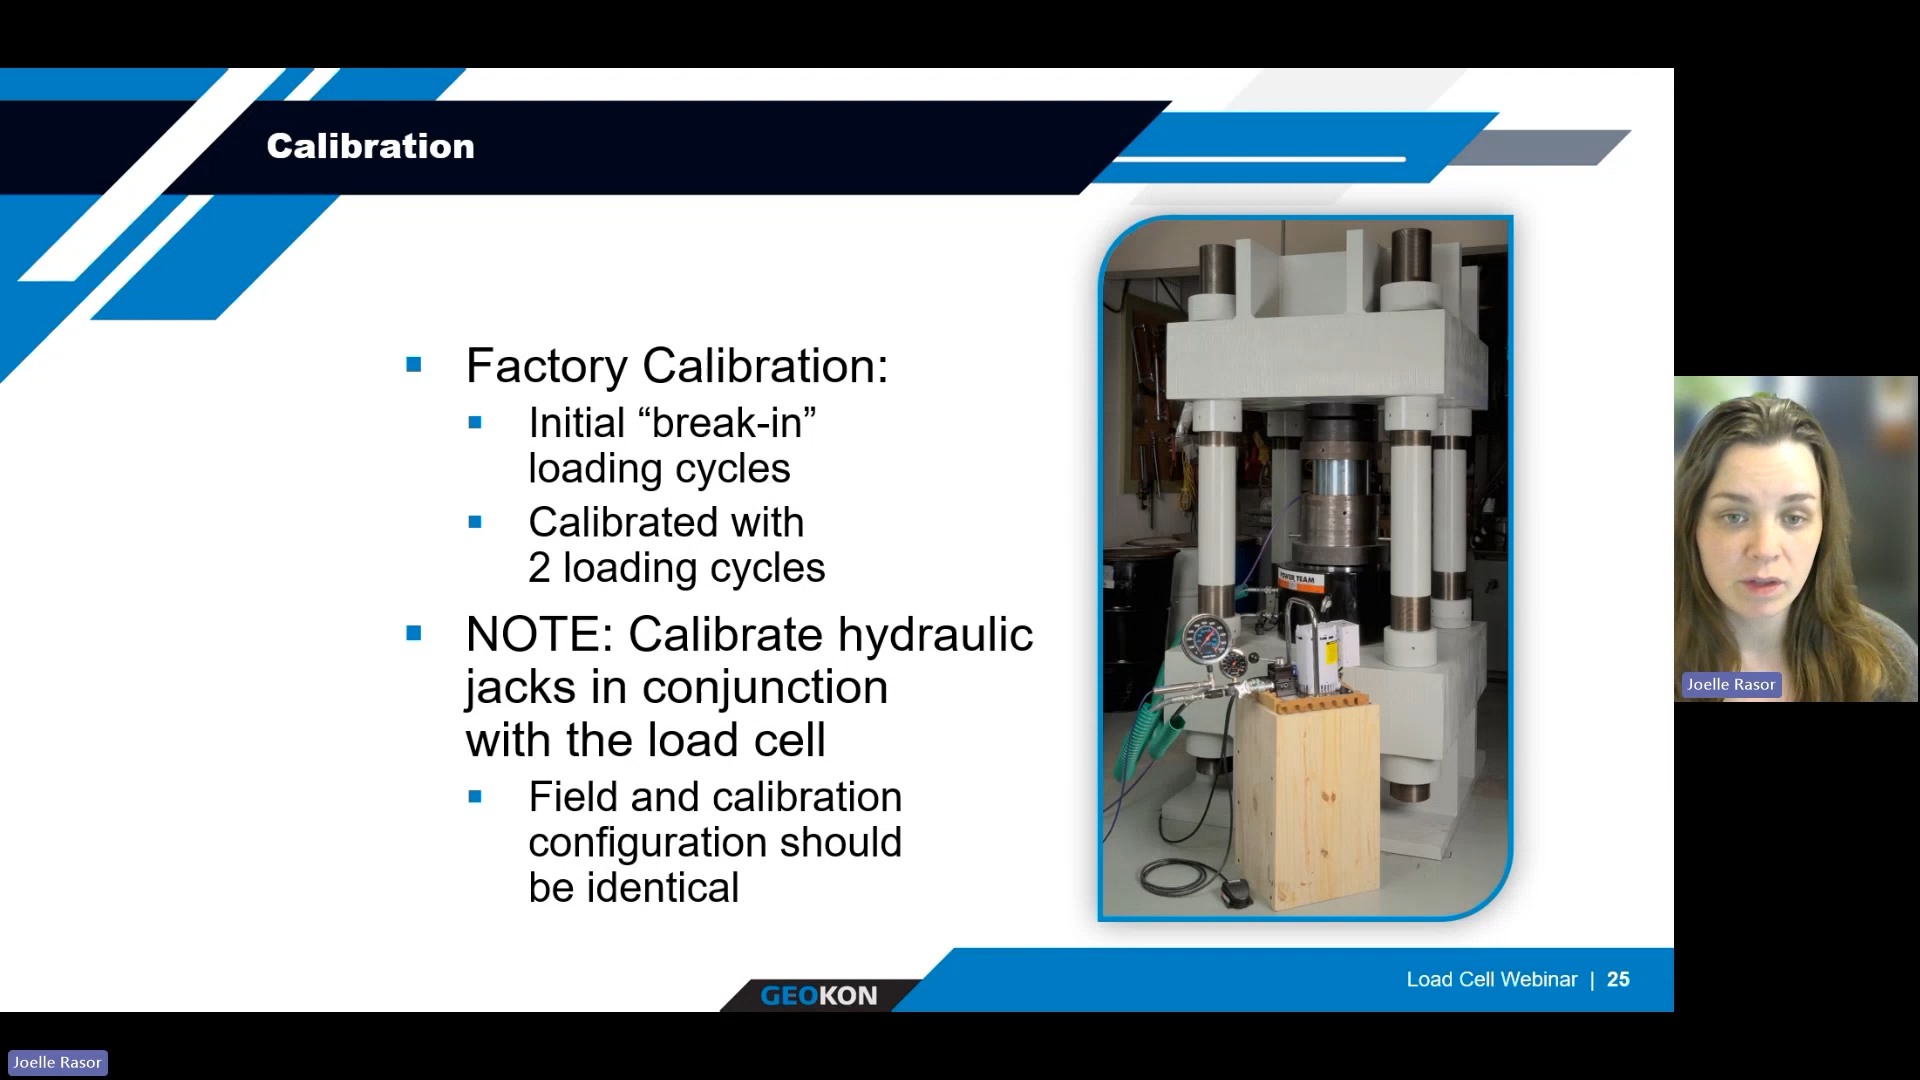 Calibration
Factory Calibration:
Initial “break-in”
loading cycles
Calibrated with
2 loading cycles
NOTE: Calibrate hydraulic
jacks in conjunction
with the load cell
Field and calibration
configuration should
be identical
POWER TEAM
GEOKON
Load Cell Webinar | 25
Joelle Rasor
Joelle Rasor